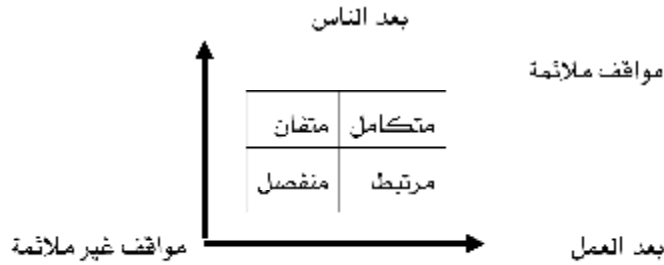 بعد الناس
مواقف ملائمة
متكامل متفان
مرتبط منفصل
بعد العمل
مواقف غير ملائمة